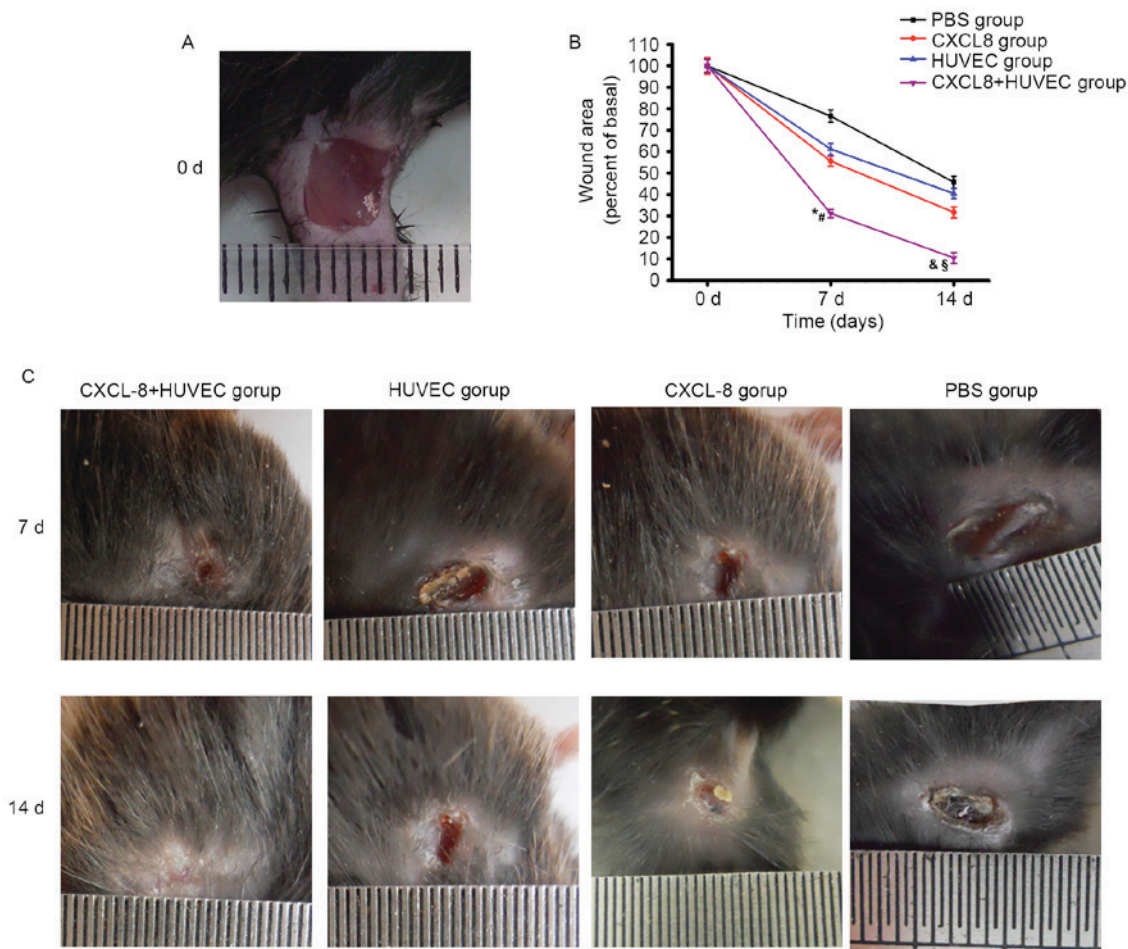 A
0 d
B
PBS group
CXCL8 group
HUVEC group
CXCL8+HUVEC group
Wound area
(percent of basal)
110
100
90
80
70
60
50
40
30
20
10
0
*#
& §
0 d
7 d
14 d
Time (days)
C
CXCL-8+HUVEC gorup
HUVEC gorup
CXCL-8 gorup
PBS gorup
7 d
14 d